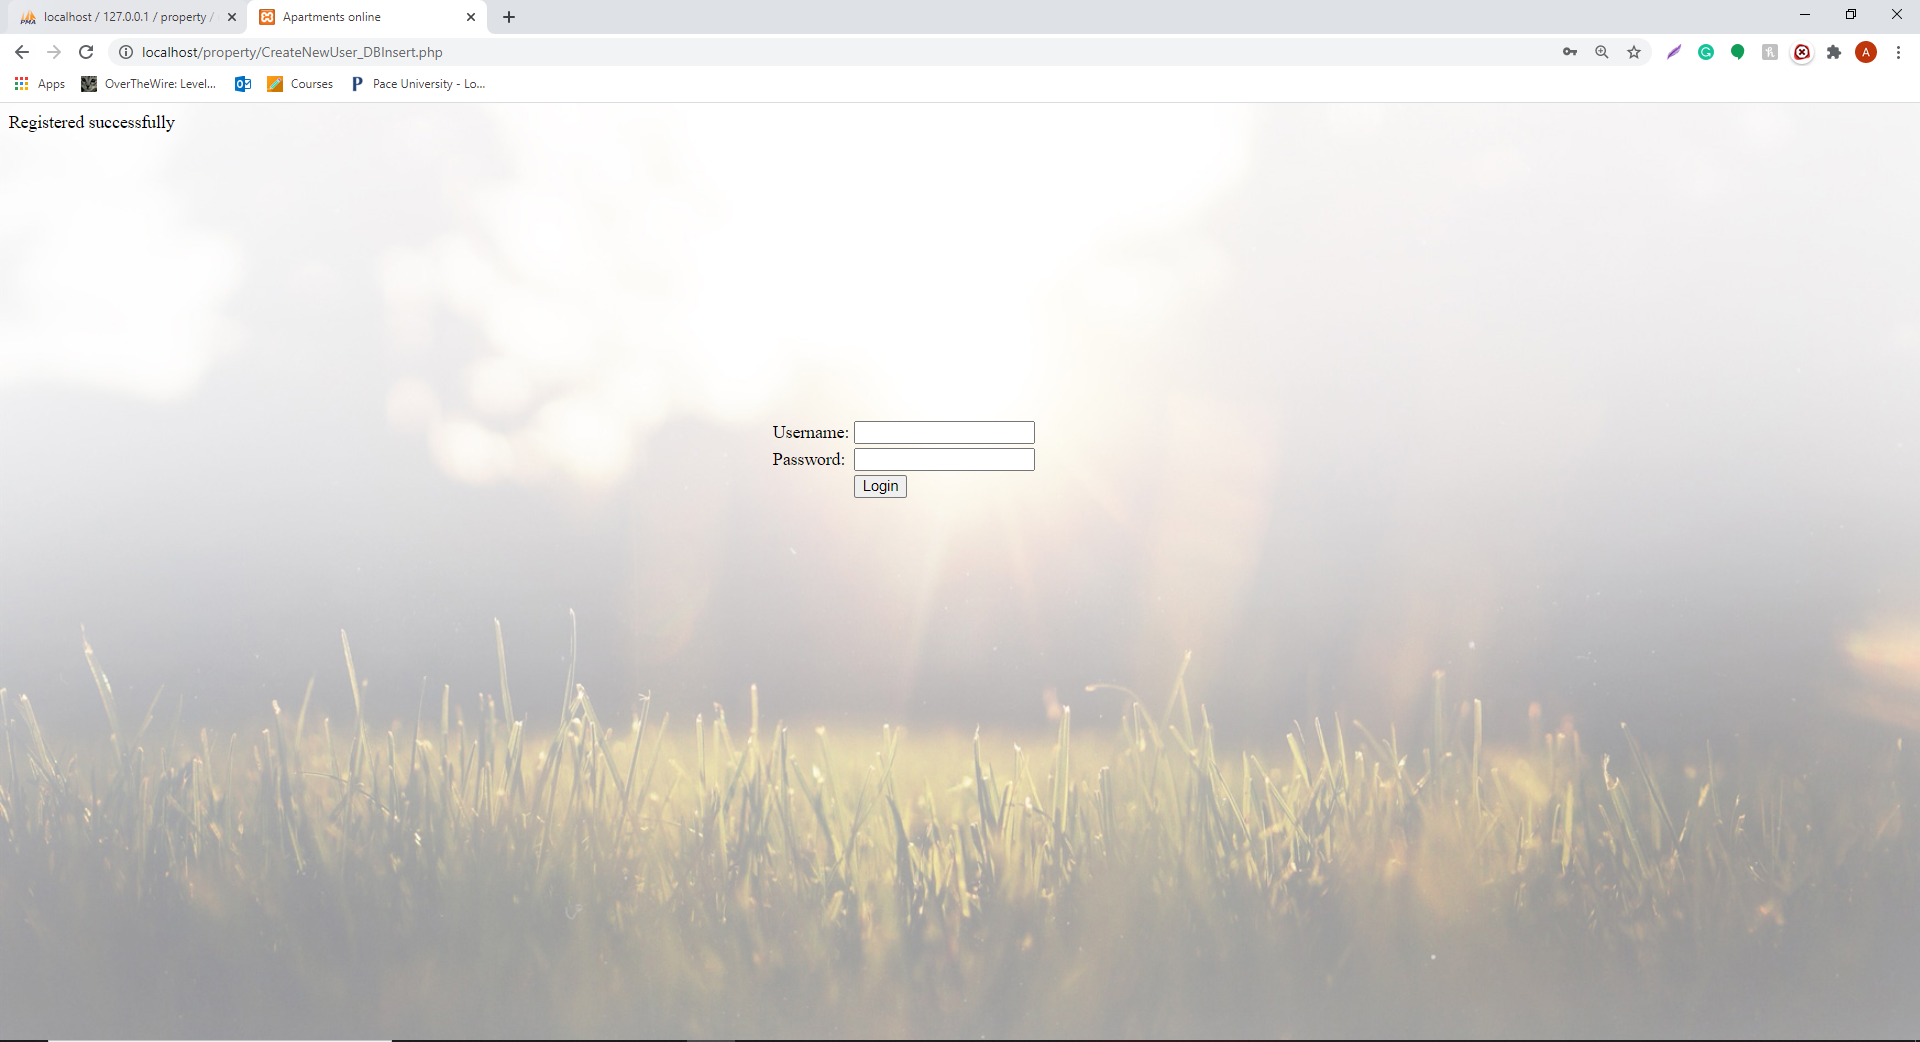 localhost / 127.0.0.1 / property /
Apartments online
localhost/property/CreateNewUser_DBInsert.php
A
Apps
OverTheWire: Level...
Courses
Pace University - Lo...
Registered successfully
Username:
Password:
Login